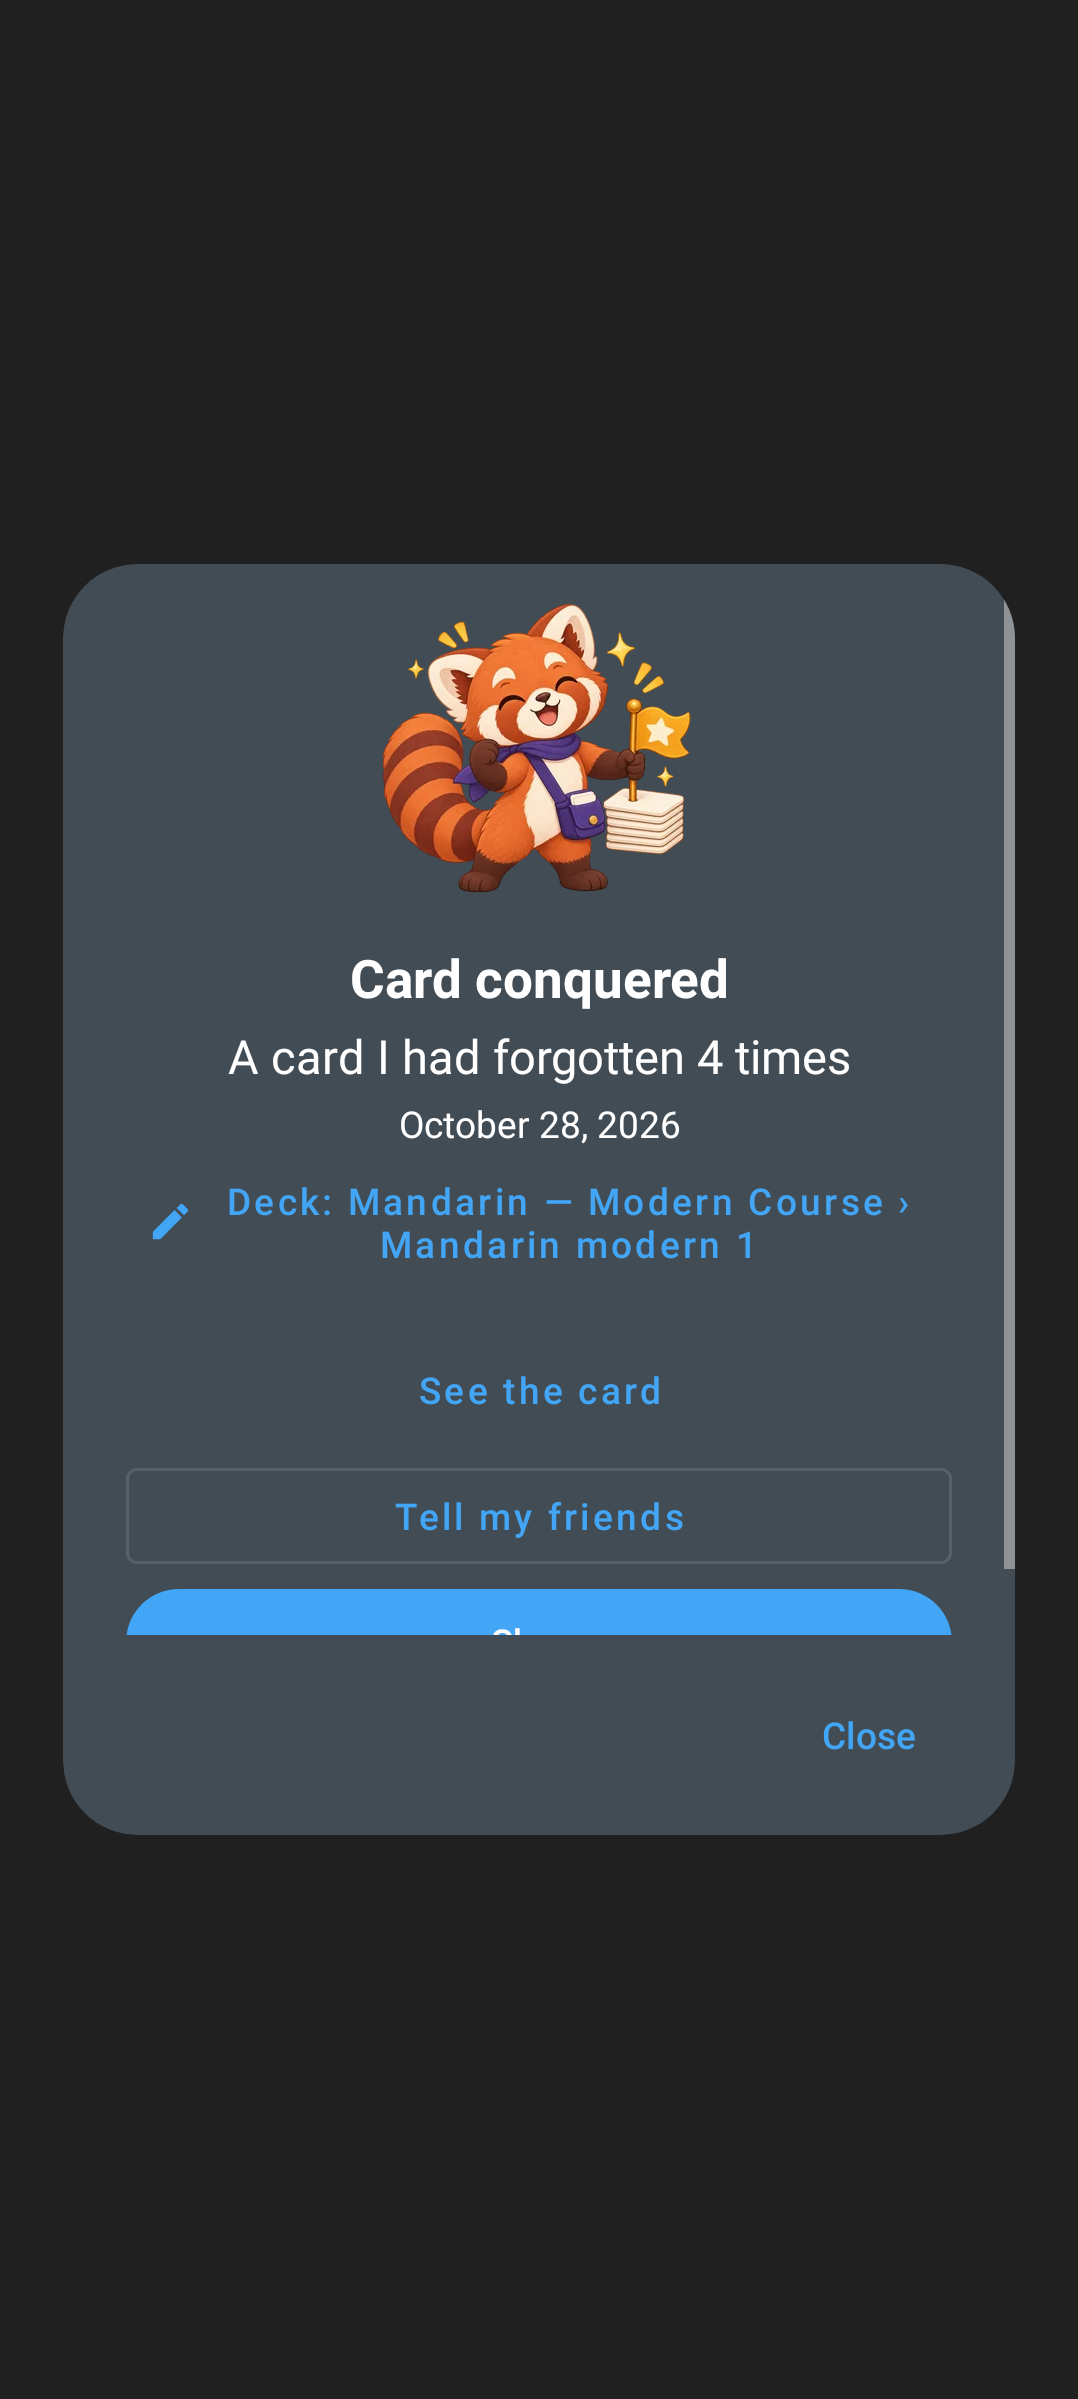 Card conquered
A card I had forgotten 4 times
October 28, 2026
Deck: Mandarin — Modern Course ›
Mandarin modern 1
See the card
Tell my friends
Close